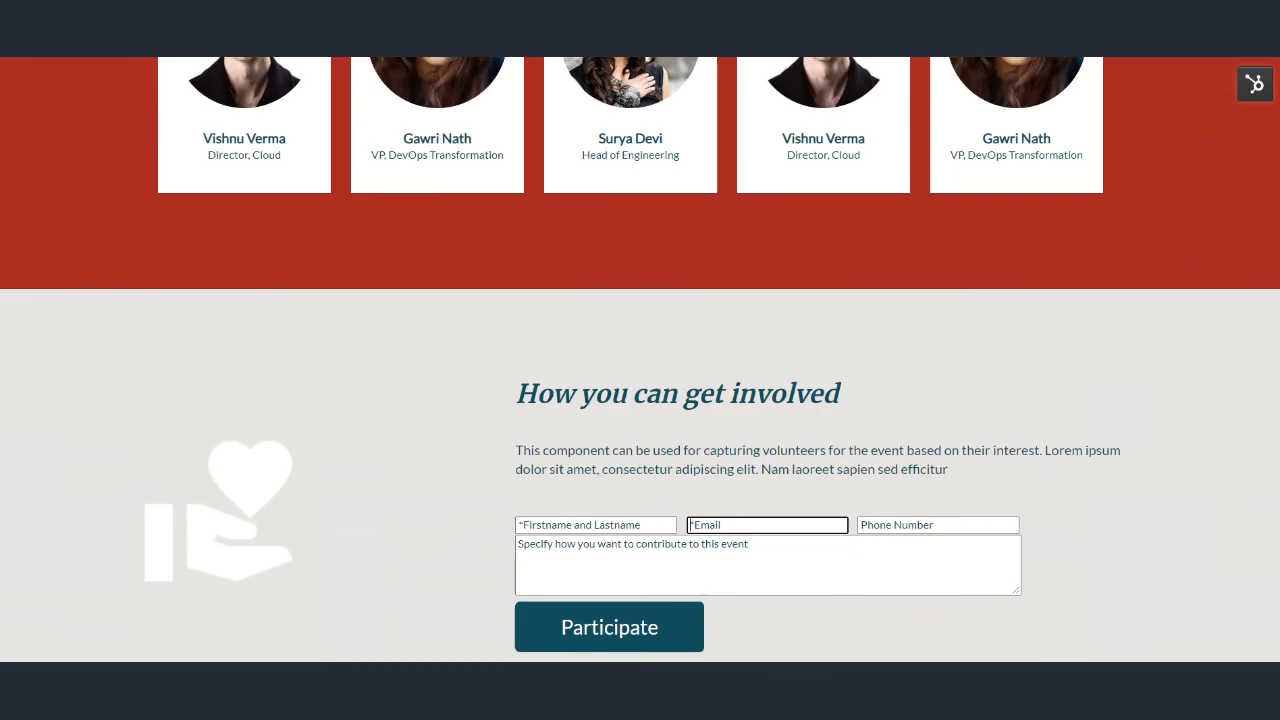 Vishnu Verma
Director, Cloud
Gawri Nath
VP, DevOps Transformation
Surya Devi
Head of Engineering
Vishnu Verma
Director, Cloud
Gawri Nath
VP, DevOps Transformation
How you can get involved
This component can be used for capturing volunteers for the event based on their interest. Lorem ipsum
dolor sit amet, consectetur adipiscing elit. Nam laoreet sapien sed efficitur
*Firstname and Lastname
*Email
Phone Number
Specify how you want to contribute to this event
Participate